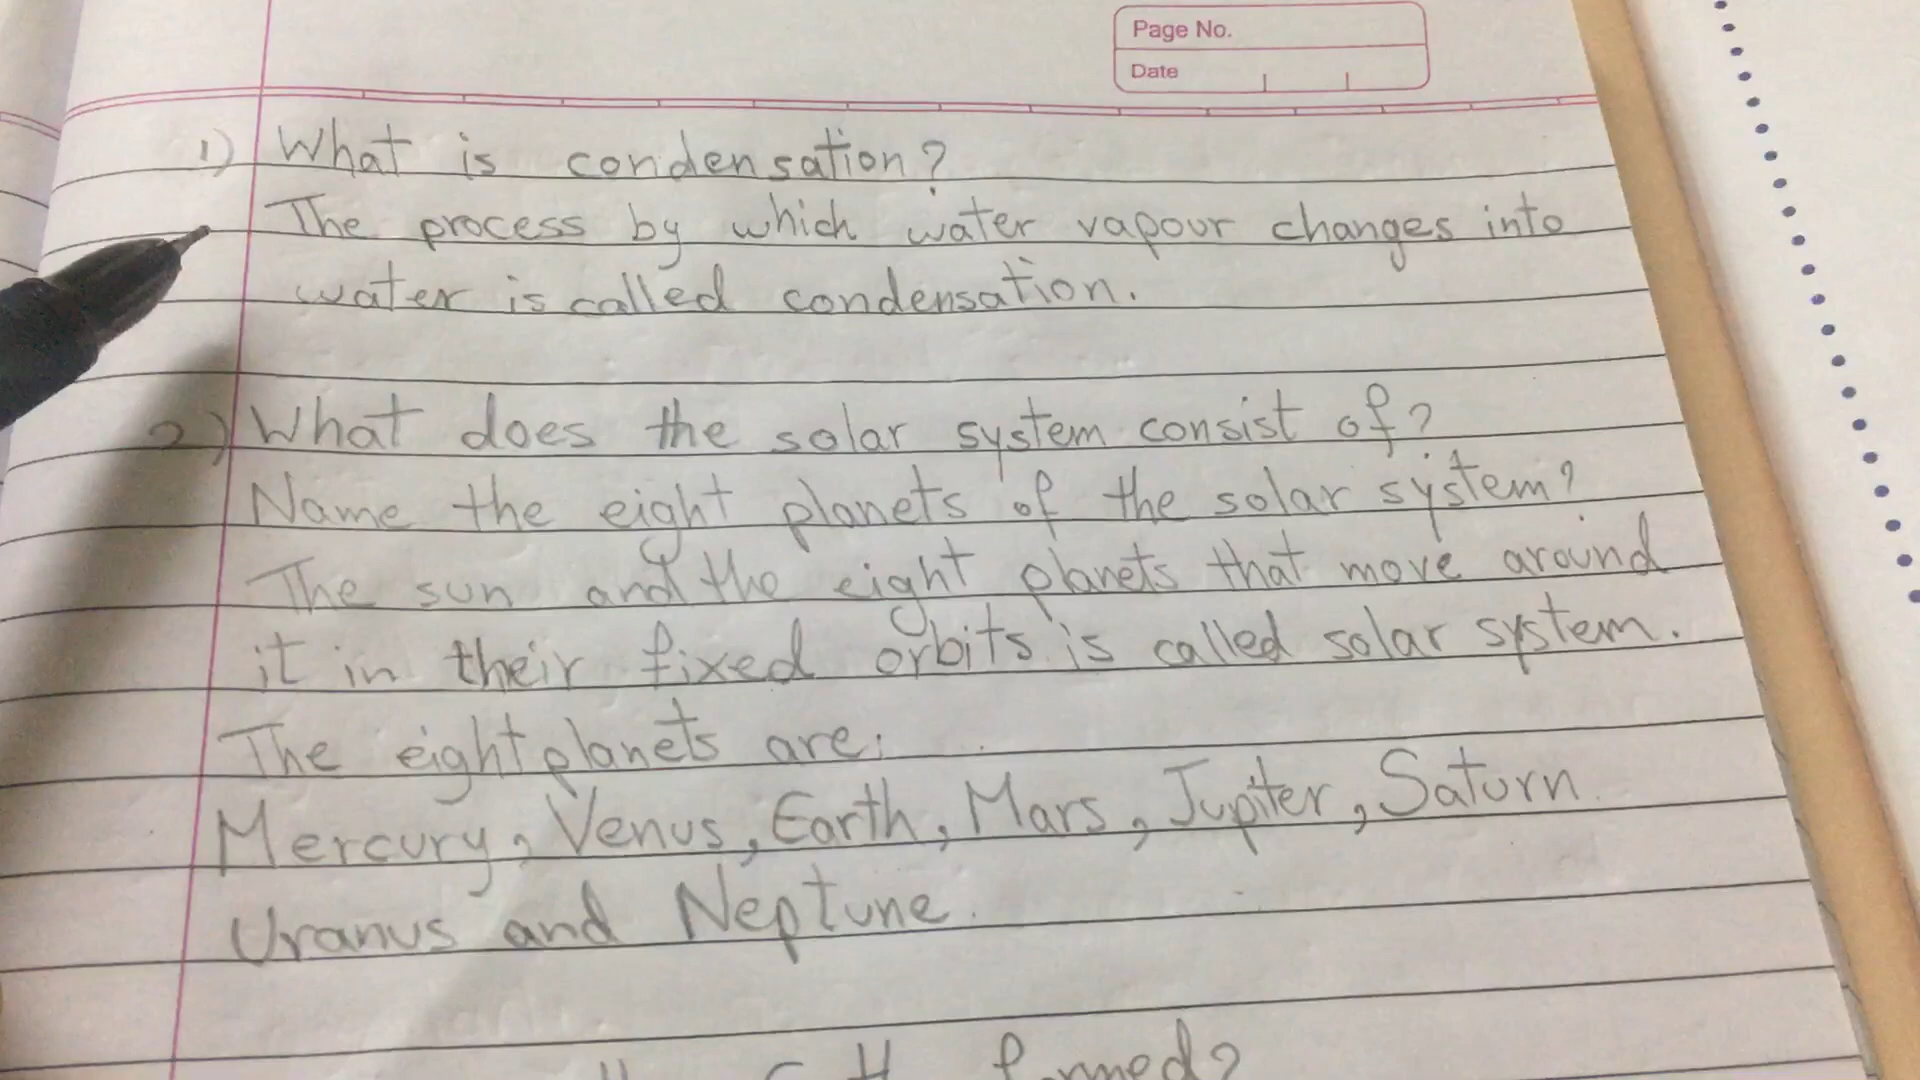 Page No.
Date
1) What is condensation?
The process by which water vapour changes into
water is called condensation.
2) What does the solar system consist of?
Name the eight planets of the solar system?
The sun and the eight planets that move around
it in their fixed orbits is called solar system.
The eight planets are:
Mercury, Venus, Earth, Mars, Jupiter, Saturn
Uranus and Neptune.
formed?